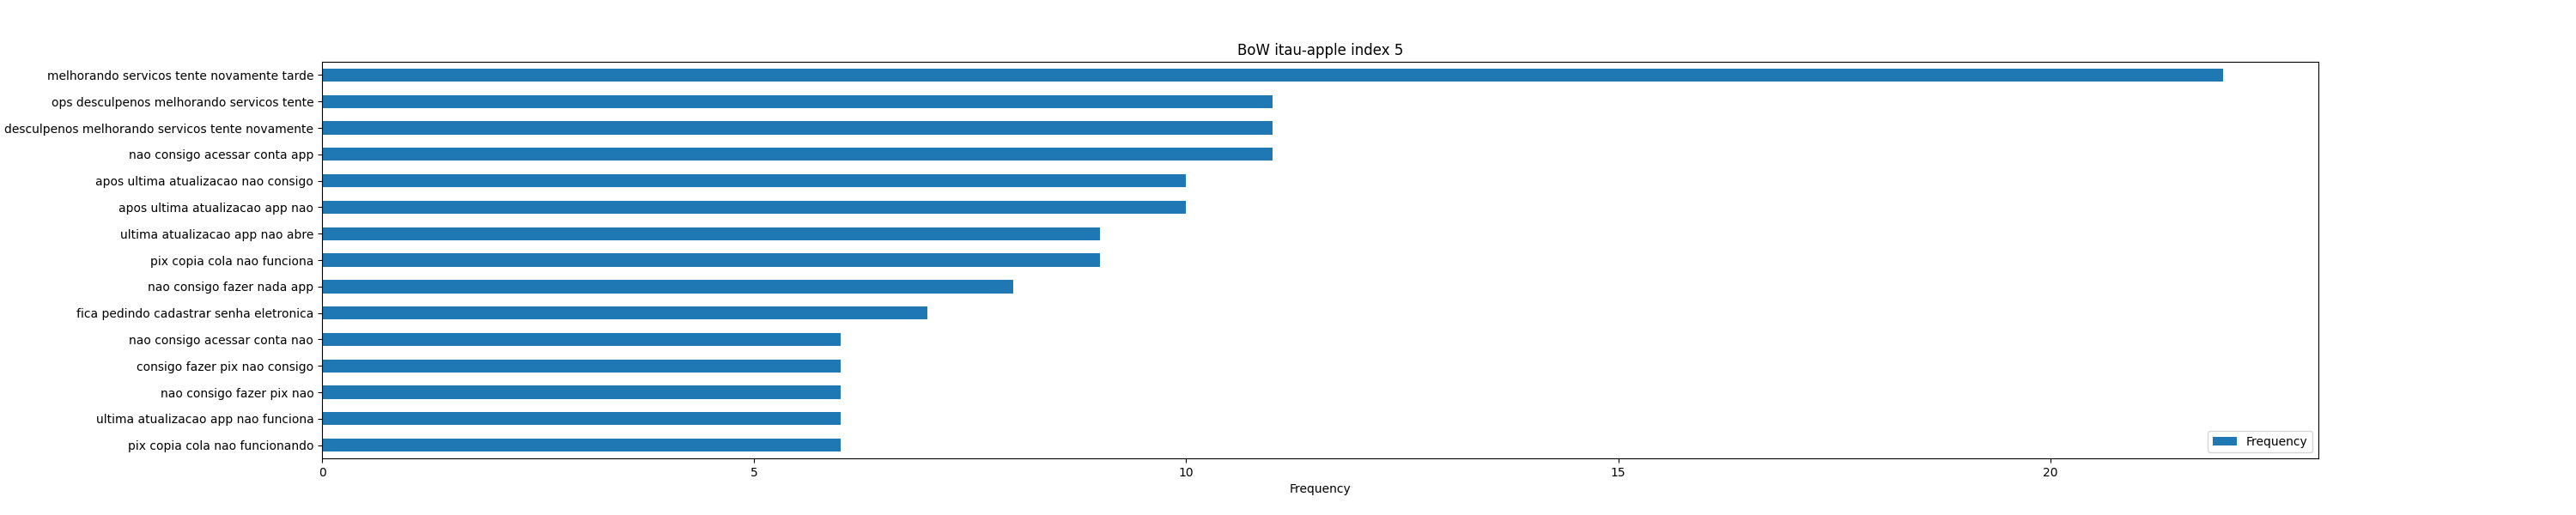 BoW itau-apple index 5
melhorando servicos tente novamente tarde
ops desculpenos melhorando servicos tente
desculpenos melhorando servicos tente novamente
nao consigo acessar conta app
apos ultima atualizacao nao consigo
apos ultima atualizacao app nao
ultima atualizacao app nao abre
pix copia cola nao funciona
nao consigo fazer nada app
fica pedindo cadastrar senha eletronica
nao consigo acessar conta nao
consigo fazer pix nao consigo
nao consigo fazer pix nao
ultima atualizacao app nao funciona
pix copia cola nao funcionando
Frequency
0 5 10 15 20
Frequency